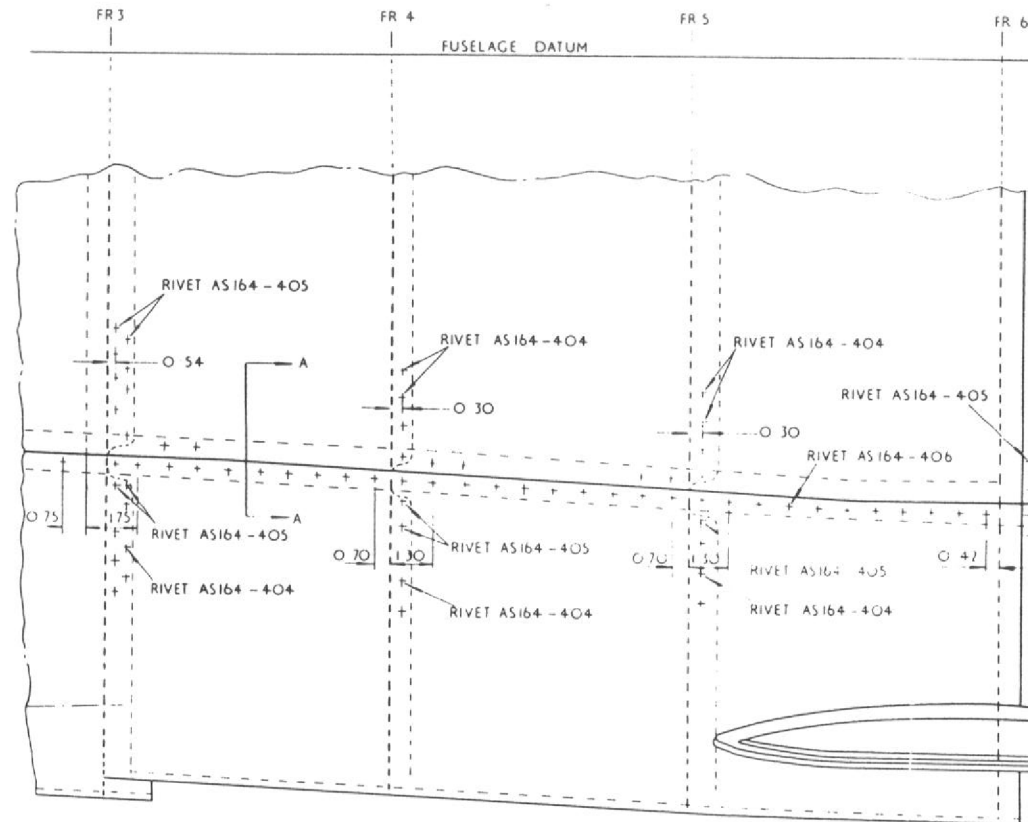 FR 3
FR 4
FR 5
FR 6
FUSELAGE DATUM
RIVET AS164-405
0 54
A
RIVET AS164-404
0 30
RIVET AS164-404
0 30
RIVET AS164-405
RIVET AS164-406
0 75
1 75
A
RIVET AS164-405
RIVET AS164-404
0 70
1 30
RIVET AS164-405
RIVET AS164-404
0 70
30
RIVET AS164-405
RIVET AS164-404
0 42